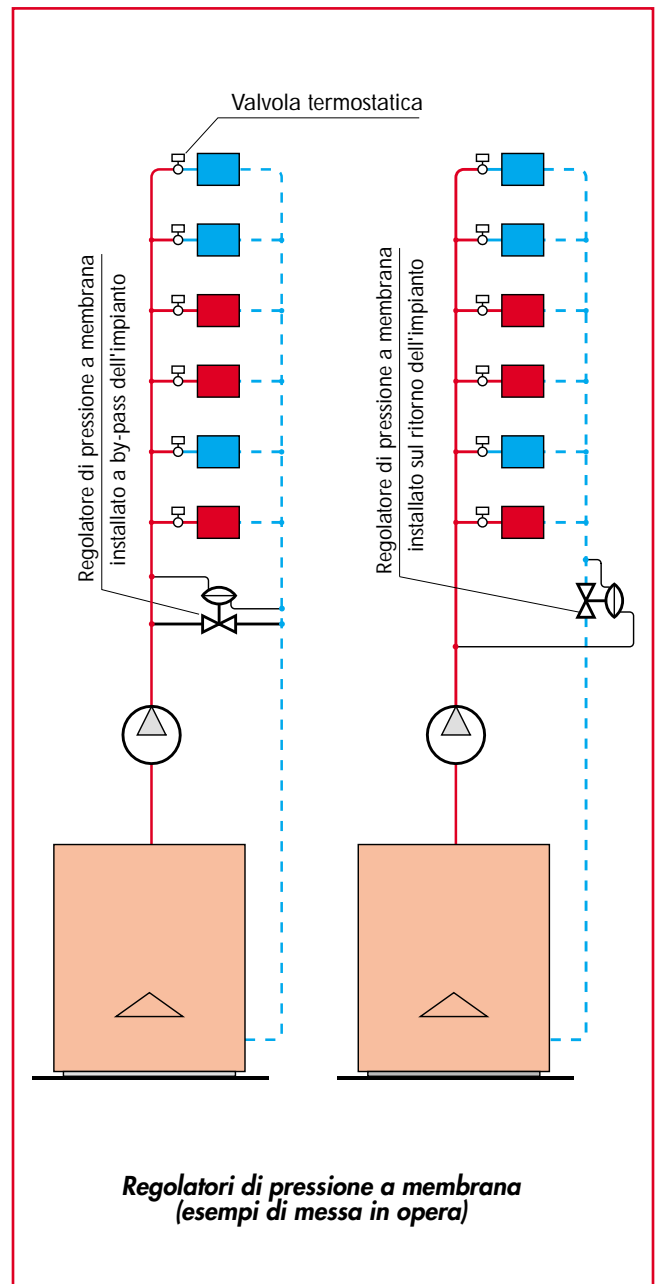 Valvola termostatica
Regolatore di pressione a membrana
installato a by-pass dell'impianto
Regolatore di pressione a membrana
installato sul ritorno dell'impianto
Regolatori di pressione a membrana
(esempi di messa in opera)